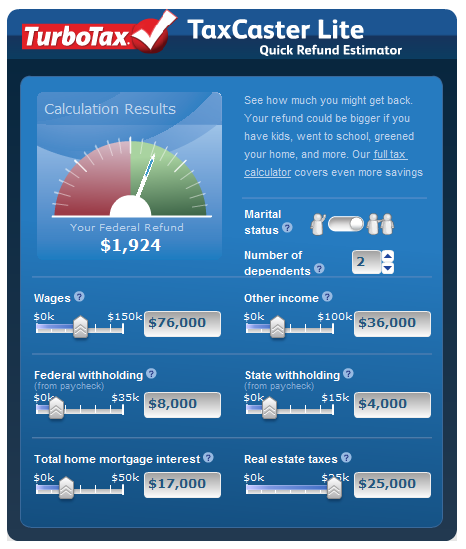 TurboTax.
TaxCaster Lite
Quick Refund Estimator
Calculation Results
Your Federal Refund
$1,924
See how much you might get back.
Your refund could be bigger if you
have kids, went to school, greened
your home, and more. Our full tax
calculator covers even more savings
Marital
status ?
Number of
dependents ?
2
Wages ?
$0k $150k $76,000
Other income ?
$0k $100k $36,000
Federal withholding ?
(from paycheck)
$0k $35k $8,000
State withholding ?
(from paycheck)
$0k $15k $4,000
Total home mortgage interest ?
$0k $50k $17,000
Real estate taxes ?
$0k $25k $25,000